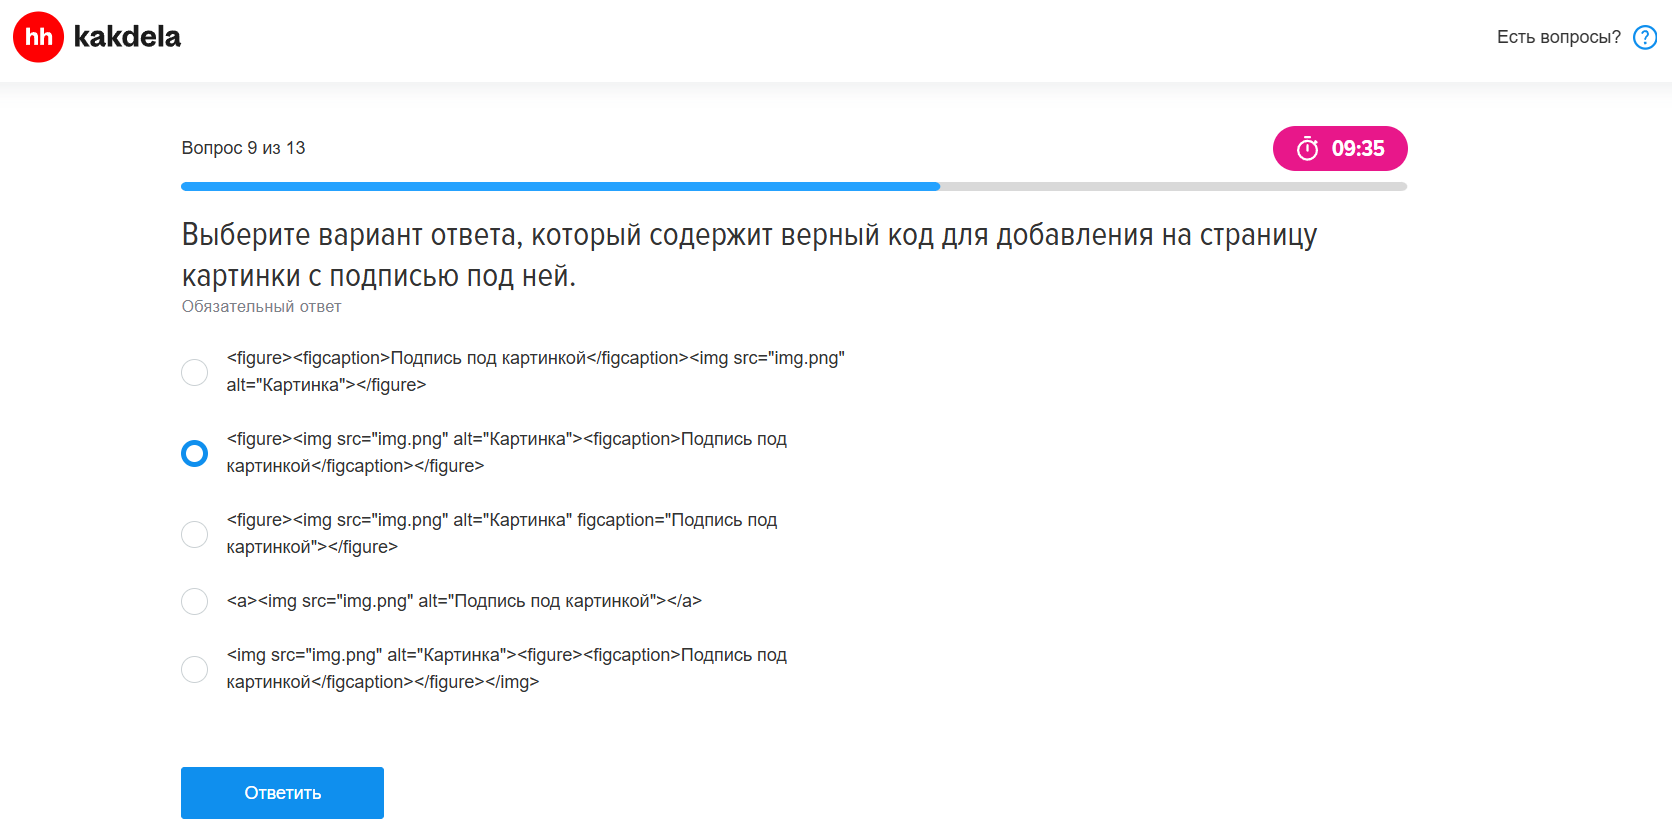 hh kakdela
Есть вопросы? ?
Вопрос 9 из 13
09:35
Выберите вариант ответа, который содержит верный код для добавления на страницу
картинки с подписью под ней.
Обязательный ответ
<figure><figcaption>Подпись под картинкой</figcaption><img src="img.png"
alt="Картинка"></figure>
<figure><img src="img.png" alt="Картинка"><figcaption>Подпись под
картинкой</figcaption></figure>
<figure><img src="img.png" alt="Картинка" figcaption="Подпись под
картинкой"></figure>
<a><img src="img.png" alt="Подпись под картинкой"></a>
<img src="img.png" alt="Картинка"><figure><figcaption>Подпись под
картинкой</figcaption></figure></img>
Ответить